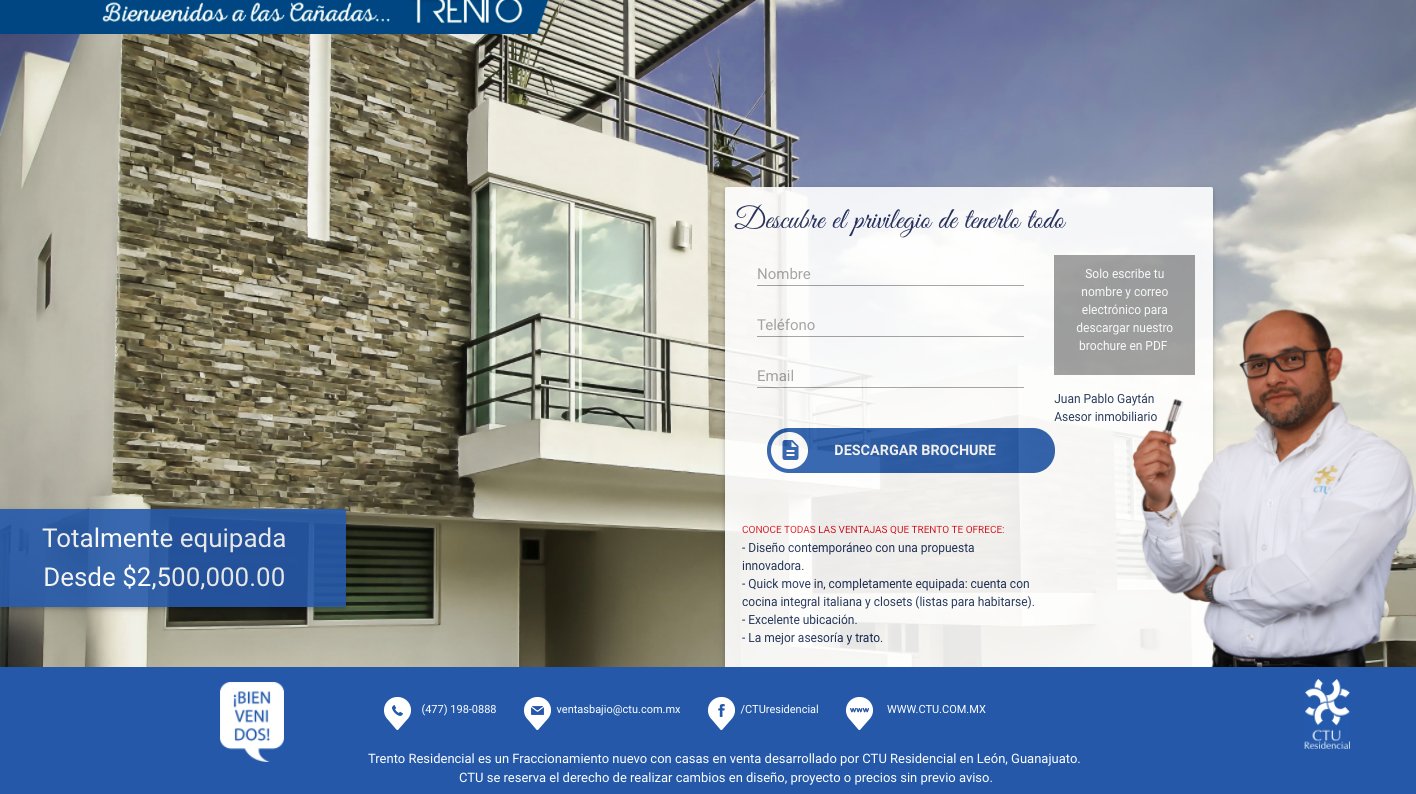 Bienvenidos a las Cañadas...
TRENTO
Descubre el privilegio de tenerlo todo
Nombre
Teléfono
Email
DESCARGAR BROCHURE
Solo escribe tu
nombre y correo
electrónico para
descargar nuestro
brochure en PDF
Juan Pablo Gaytán
Asesor inmobiliario
CTU
CONOCE TODAS LAS VENTAJAS QUE TRENTO TE OFRECE:
- Diseño contemporáneo con una propuesta
innovadora.
- Quick move in, completamente equipada: cuenta con
cocina integral italiana y closets (listas para habitarse).
- Excelente ubicación.
- La mejor asesoría y trato.
Totalmente equipada
Desde $2,500,000.00
¡BIEN
VENI
DOS!
(477) 198-0888
ventasbajio@ctu.com.mx
/CTUresidencial
www
WWW.CTU.COM.MX
CTU
Residencial
Trento Residencial es un Fraccionamiento nuevo con casas en venta desarrollado por CTU Residencial en León, Guanajuato.
CTU se reserva el derecho de realizar cambios en diseño, proyecto o precios sin previo aviso.